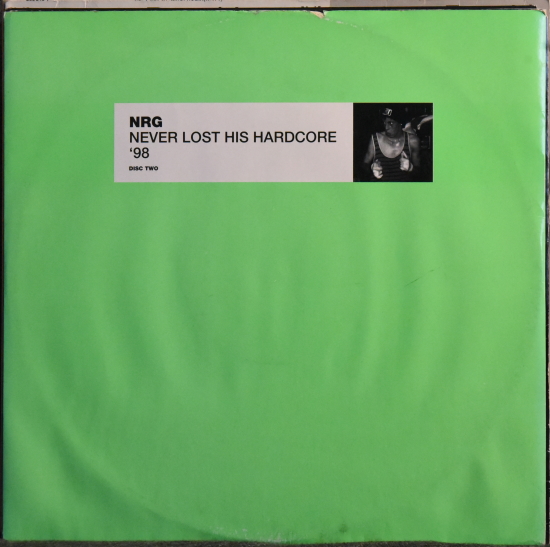 NRG
NEVER LOST HIS HARDCORE
‘98
DISC TWO